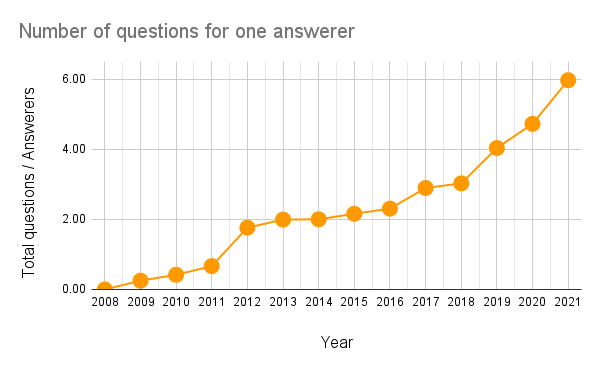 Number of questions for one answerer
Total questions / Answerers
6.00
4.00
2.00
0.00
2008 2009 2010 2011 2012 2013 2014 2015 2016 2017 2018 2019 2020 2021
Year